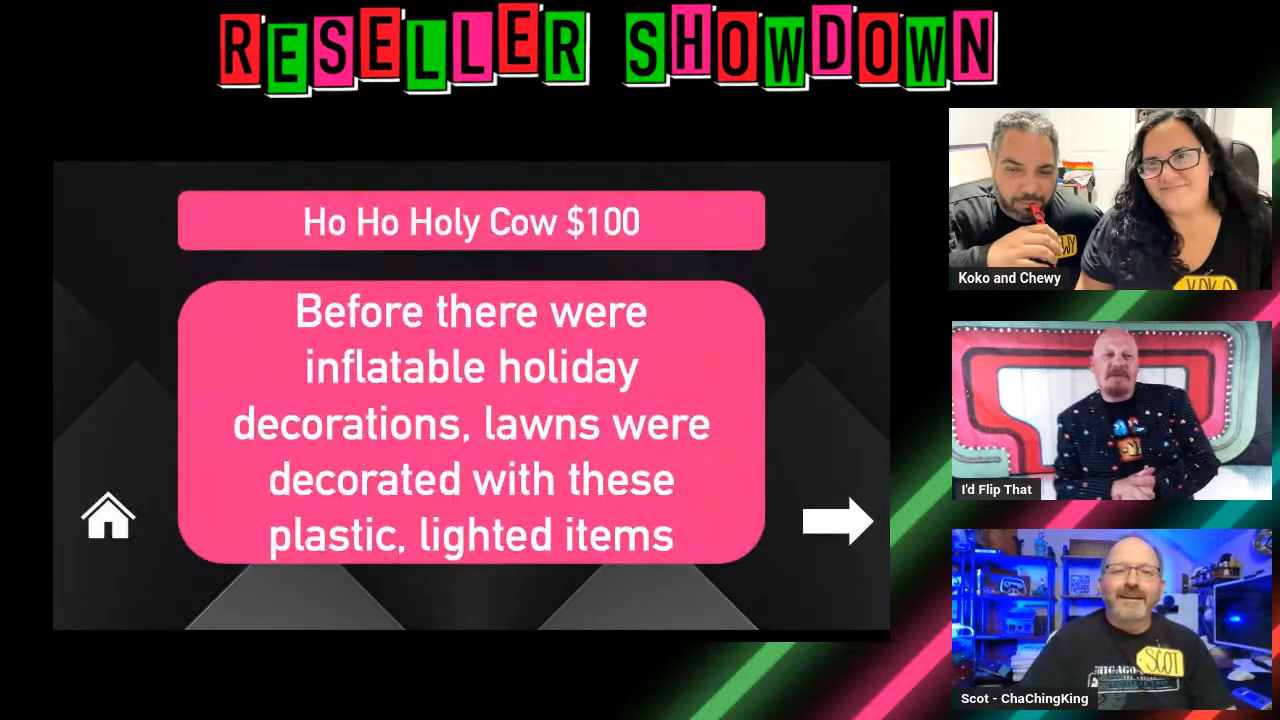 RESELLER SHOWDOWN
Ho Ho Holy Cow $100
Before there were
inflatable holiday
decorations, lawns were
decorated with these
plastic, lighted items
Koko and Chewy
I'd Flip That
SCOT
Scot - ChaChingKing